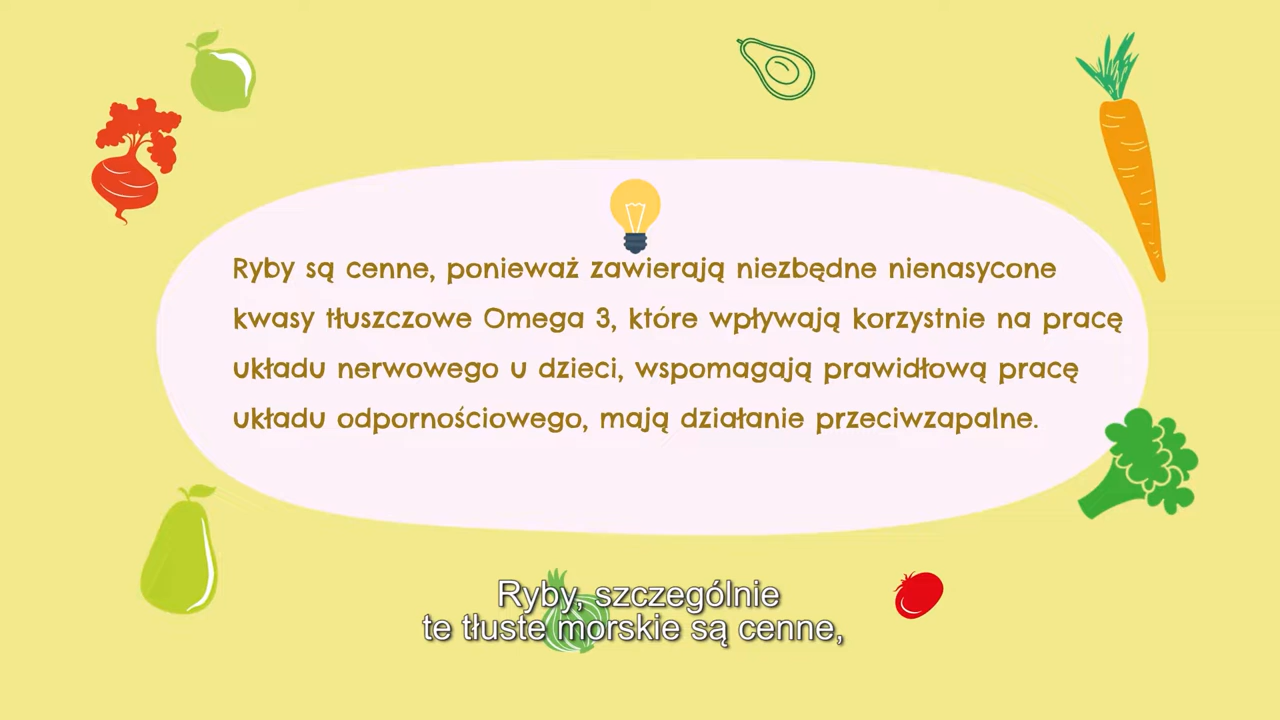 Ryby są cenne, ponieważ zawierają niezbędne nienasycone
kwasy tłuszczowe Omega 3, które wpływają korzystnie na pracę
układu nerwowego u dzieci, wspomagają prawidłową pracę
układu odpornościowego, mają działanie przeciwzapalne.
Ryby, szczególnie
te tłuste morskie są cenne,